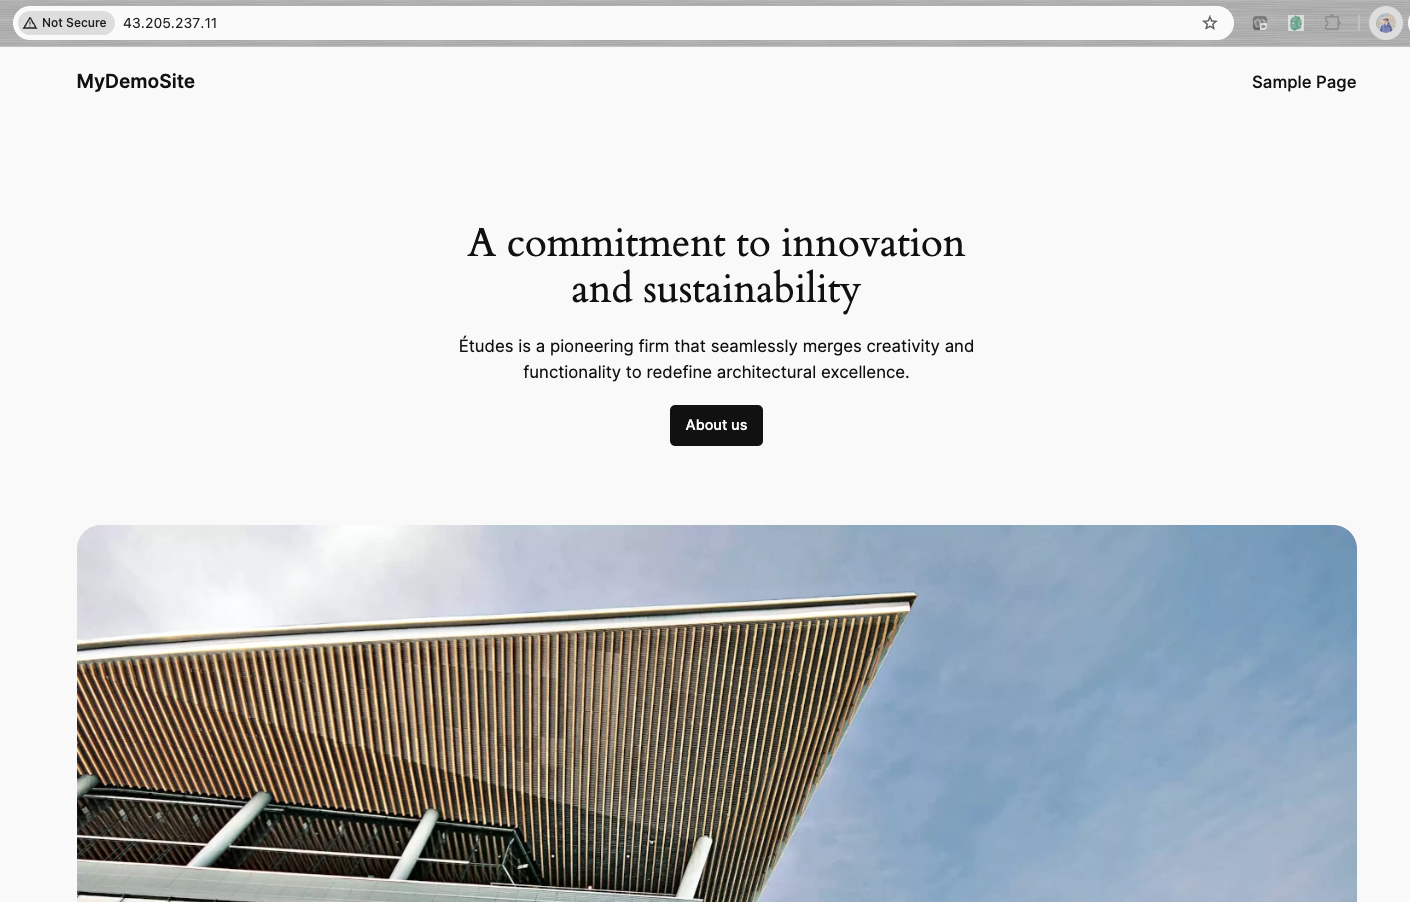 Not Secure 43.205.237.11
MyDemoSite
Sample Page
A commitment to innovation
and sustainability
Études is a pioneering firm that seamlessly merges creativity and
functionality to redefine architectural excellence.
About us